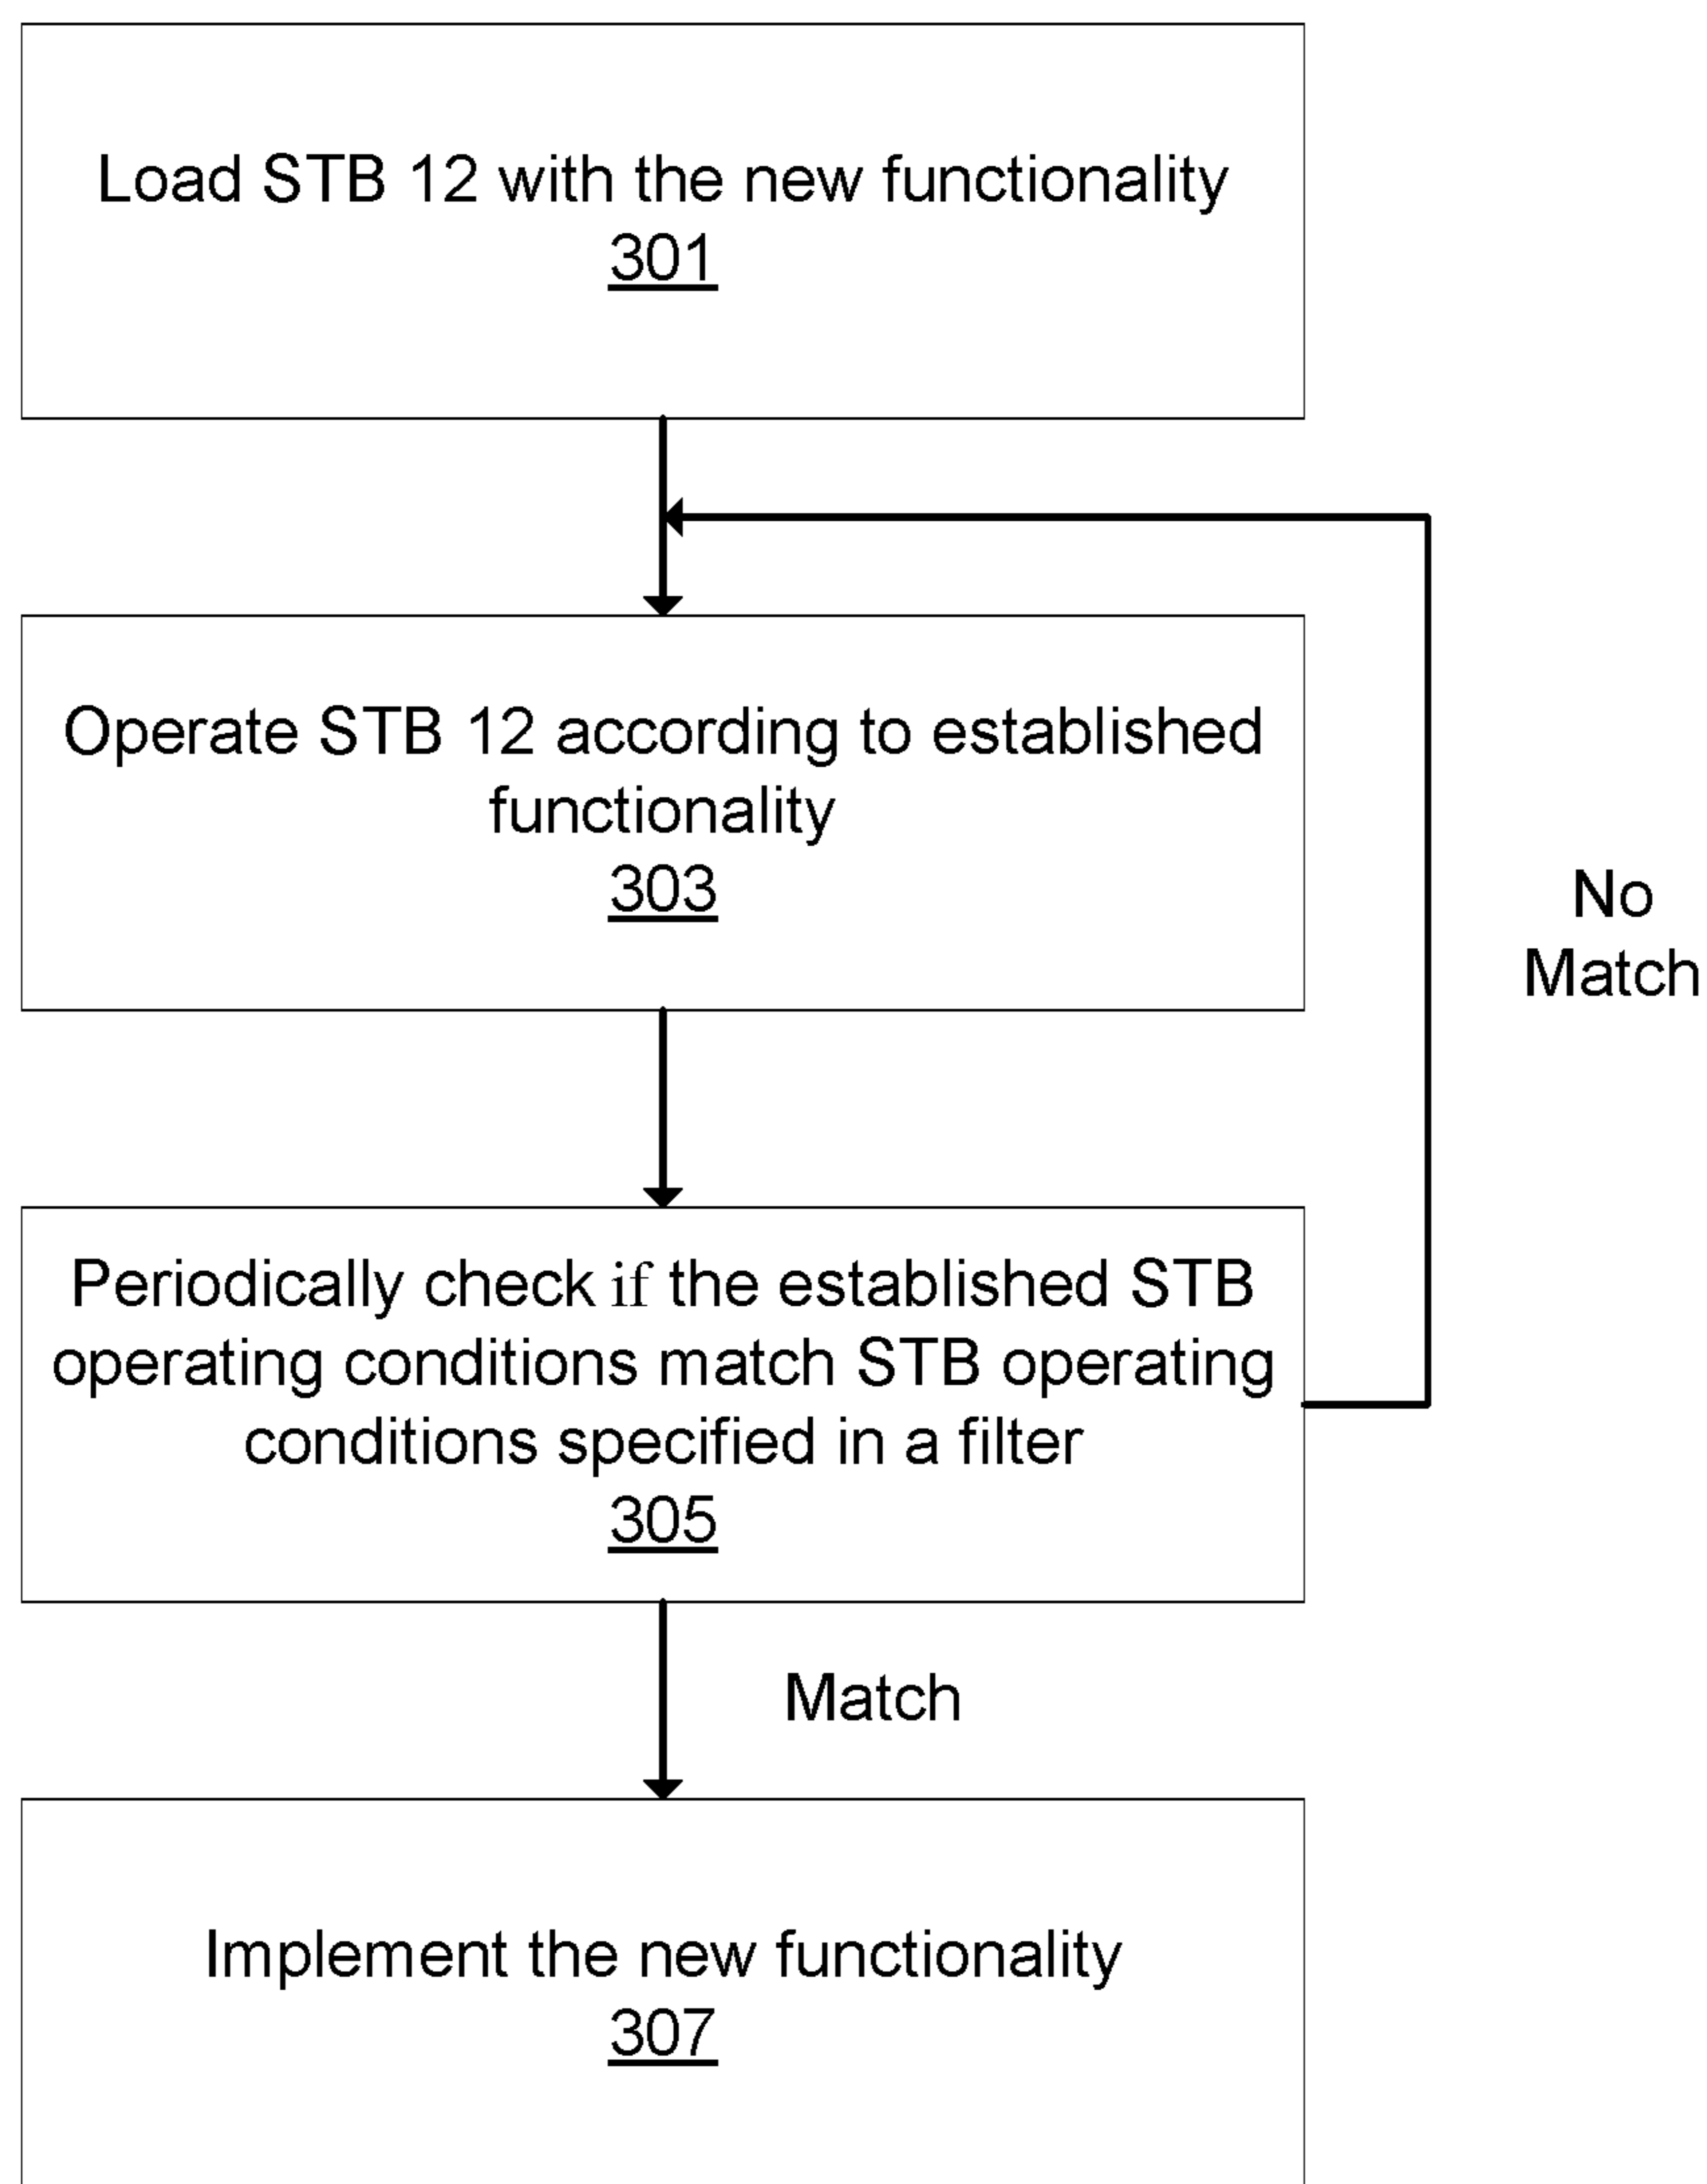 Load STB 12 with the new functionality
301
Operate STB 12 according to established
functionality
303
No
Match
Periodically check if the established STB
operating conditions match STB operating
conditions specified in a filter
305
Match
Implement the new functionality
307